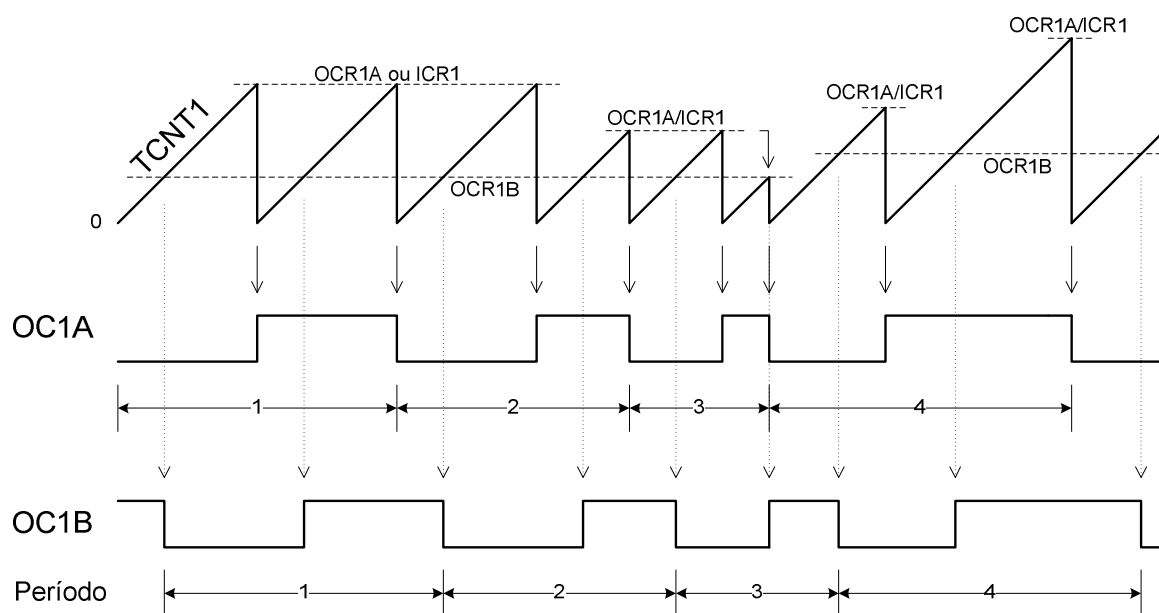 OCR1A/ICR1
OCR1A ou ICR1
OCR1A/ICR1
OCR1A/ICR1
TCNT1
OCR1B
OCR1B
0
OC1A
1 2 3 4
OC1B
Período 1 2 3 4